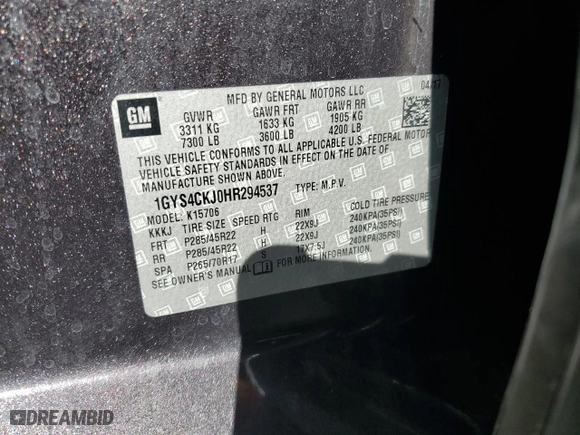 MFD BY GENERAL MOTORS LLC 04/17
GM
GVWR GAWR FRT GAWR RR
3311 KG 1633 KG 1905 KG
7300 LB 3600 LB 4200 LB
THIS VEHICLE CONFORMS TO ALL APPLICABLE U.S. FEDERAL MOTOR
VEHICLE SAFETY STANDARDS IN EFFECT ON THE DATE OF
MANUFACTURE SHOWN ABOVE.
1GYS4CKJ0HR294537 TYPE: M.P.V.
MODEL: K15706
KKKJ TIRE SIZE SPEED RTG RIM COLD TIRE PRESSURE
FRT P285/45R22 H 22X9J 240KPA(35PSI)
RR P285/45R22 H 22X9J 240KPA(35PSI)
SPA P265/70R17 S 17X7.5J 240KPA(35PSI)
SEE OWNER'S MANUAL FOR MORE INFORMATION.
DREAMBID